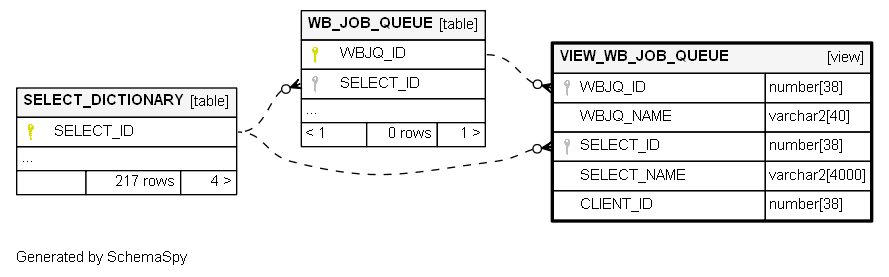 WB_JOB_QUEUE [table]
WBJQ_ID
SELECT_ID
...
< 1 0 rows 1 >
SELECT_DICTIONARY [table]
SELECT_ID
...
217 rows 4 >
VIEW_WB_JOB_QUEUE [view]
WBJQ_ID number[38]
WBJQ_NAME varchar2[40]
SELECT_ID number[38]
SELECT_NAME varchar2[4000]
CLIENT_ID number[38]
Generated by SchemaSpy